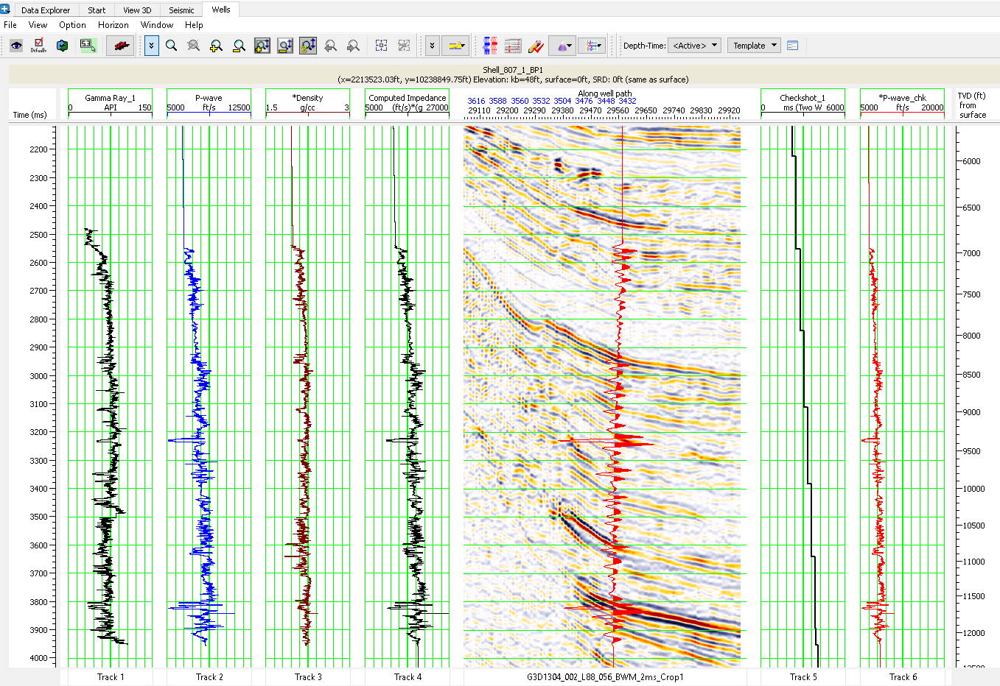 Data Explorer Start View 3D Seismic Wells
File View Option Horizon Window Help
Defaults
Depth-Time: <Active> Template
Shell_807_1_BP1
(x=2213523.03ft, y=10238849.75ft) Elevation: kb=48ft, surface=0ft, SRD: 0ft (same as surface)
Time (ms)
Gamma Ray_1
0 API 150
P-wave
5000 ft/s 12500
*Density
1.5 g/cc 3
Computed Impedance
5000 (ft/s)*(g 27000
Along well path
3616 3588 3560 3532 3504 3476 3448 3432
29110 29200 29290 29380 29470 29560 29650 29740 29830 29920
Checkshot_1
0 ms (Two W 6000
*P-wave_chk
5000 ft/s 20000
TVD (ft)
from
surface
2200
2300
2400
2500
2600
2700
2800
2900
3000
3100
3200
3300
3400
3500
3600
3700
3800
3900
4000
6000
6500
7000
7500
8000
8500
9000
9500
10000
10500
11000
11500
12000
Track 1 Track 2 Track 3 Track 4 G3D1304_002_L88_056_BWM_2ms_Crop1 Track 5 Track 6